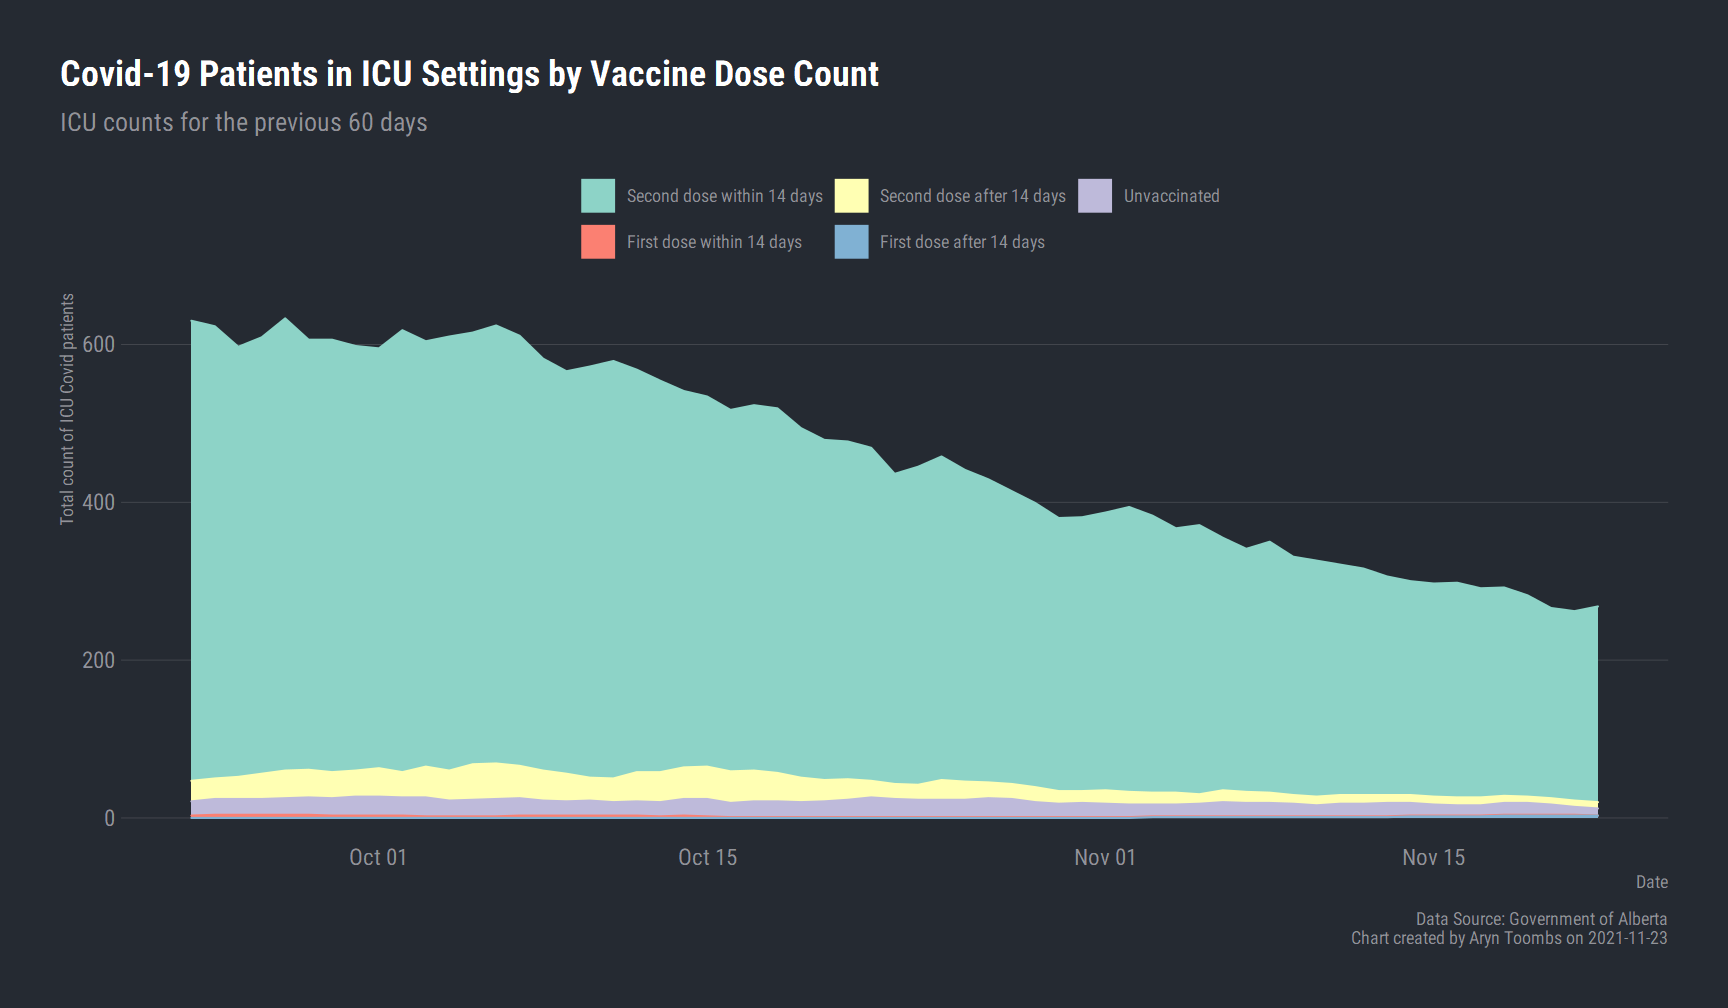 Covid-19 Patients in ICU Settings by Vaccine Dose Count
ICU counts for the previous 60 days
Second dose within 14 days
Second dose after 14 days
Unvaccinated
First dose within 14 days
First dose after 14 days
Total count of ICU Covid patients
600
400
200
0
Oct 01
Oct 15
Nov 01
Nov 15
Date
Data Source: Government of Alberta
Chart created by Aryn Toombs on 2021-11-23